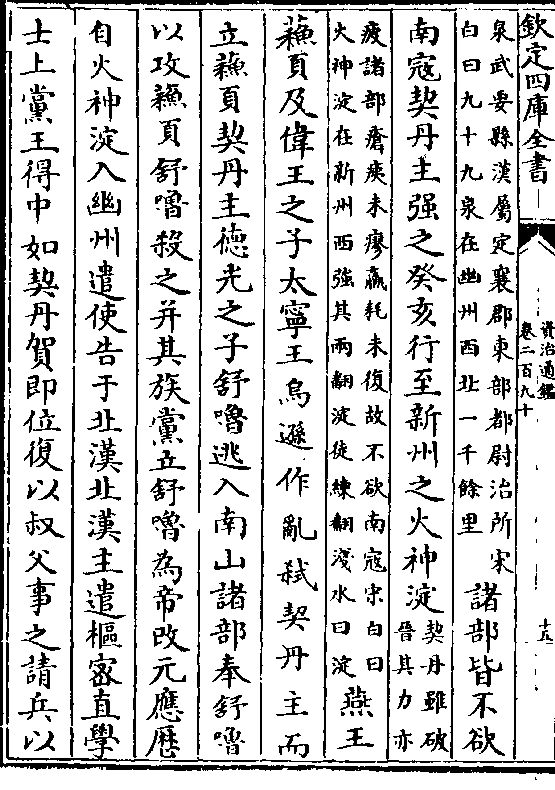 欽定四庫全書
資治通鑑
卷二百九十
十五
泉武要縣漢屬定襄郡東部都尉治所宋
白曰九十九泉在幽州西北一千餘里
諸部皆不欲
南寇契丹主强之癸亥行至新州之火神淀
契丹雖破
晉其力亦
疲諸部瘡痍未瘳羸耗未復故不欲南寇宋白曰
火神淀在新州西強其兩翻淀徒練翻淺水曰淀
燕王
蘓頁及偉王之子太寧王烏遜作亂弑契丹主而
立蘓頁契丹主德光之子舒嚕逃入南山諸部奉舒嚕
以攻蘓頁舒嚕殺之并其族黨立舒嚕為帝改元應厯
自火神淀入幽州遣使告于北漢北漢主遣樞密直學
士上黨王得中如契丹賀即位復以叔父事之請兵以